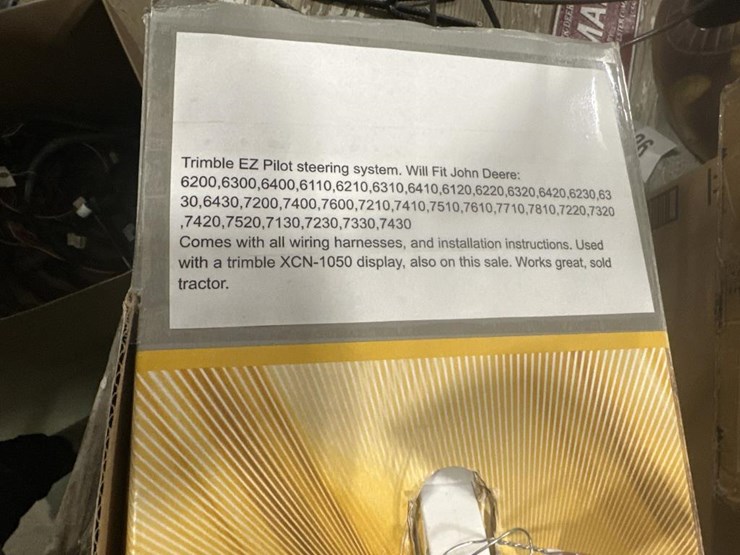 Trimble EZ Pilot steering system. Will Fit John Deere:
6200,6300,6400,6110,6210,6310,6410,6120,6220,6320,6420,6230,63
30,6430,7200,7400,7600,7210,7410,7510,7610,7710,7810,7220,7320
,7420,7520,7130,7230,7330,7430
Comes with all wiring harnesses, and installation instructions. Used
with a trimble XCN-1050 display, also on this sale. Works great, sold
tractor.